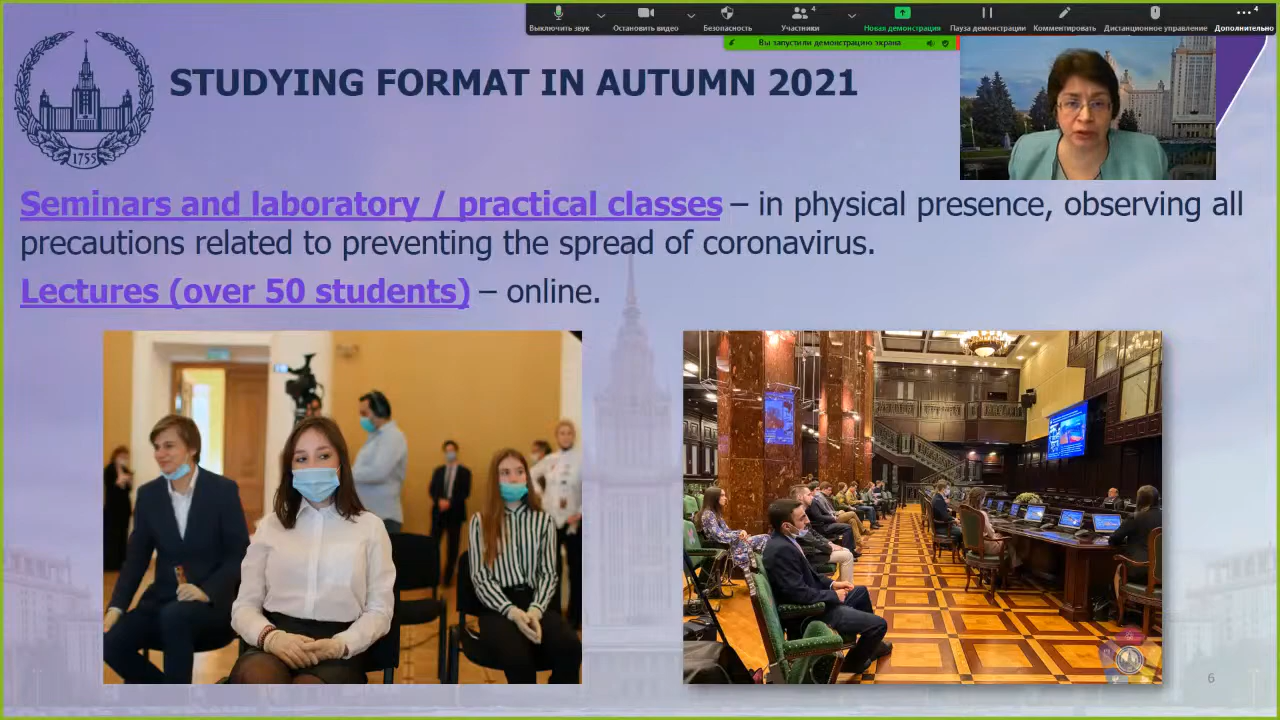 Выключить звук
Остановить видео
Безопасность
4
Участники
Новая демонстрация
Пауза демонстрации
Комментировать
Дистанционное управление
4
Дополнительно
Вы запустили демонстрацию экрана
STUDYING FORMAT IN AUTUMN 2021
1755
Seminars and laboratory / practical classes – in physical presence, observing all
precautions related to preventing the spread of coronavirus.
Lectures (over 50 students) – online.
6